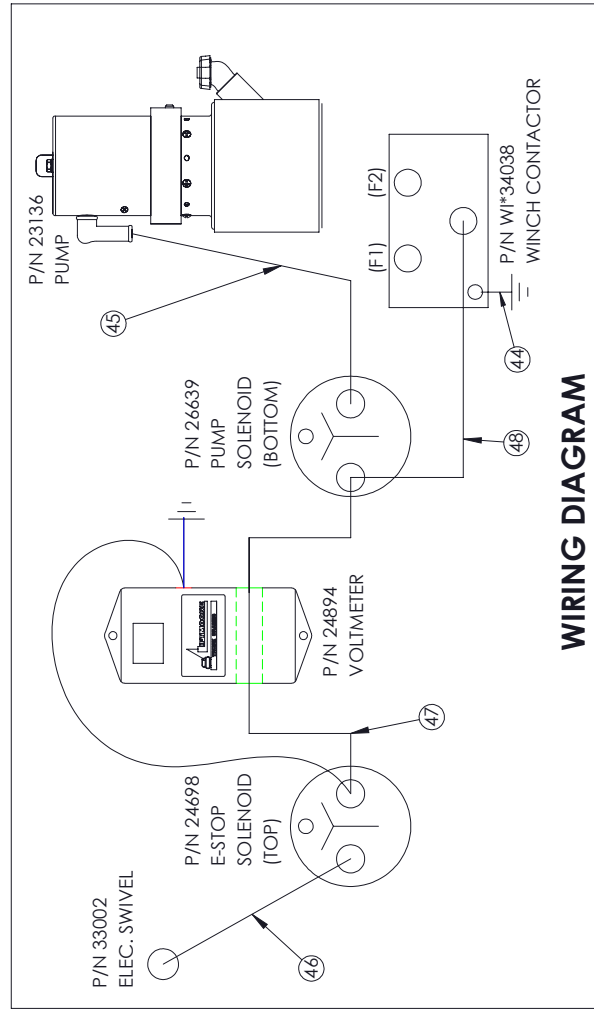 P/N 33002
ELEC. SWIVEL
46
P/N 24698
E-STOP
SOLENOID
(TOP)
47
P/N 24894
VOLTMETER
P/N 26639
PUMP
SOLENOID
(BOTTOM)
48
45
P/N 23136
PUMP
44
(F1)
(F2)
P/N WI*34038
WINCH CONTACTOR
WIRING DIAGRAM